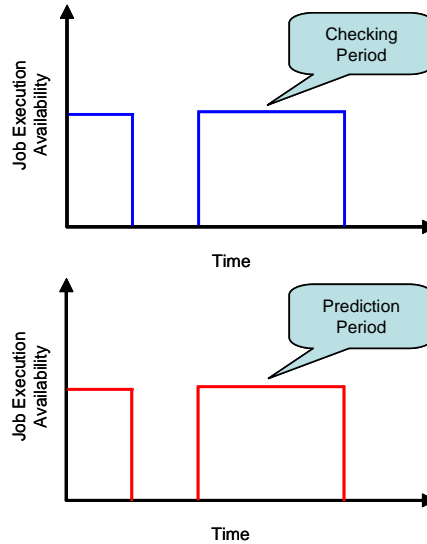 Checking
Period
Job Execution
Availability
Time
Prediction
Period
Job Execution
Availability
Time